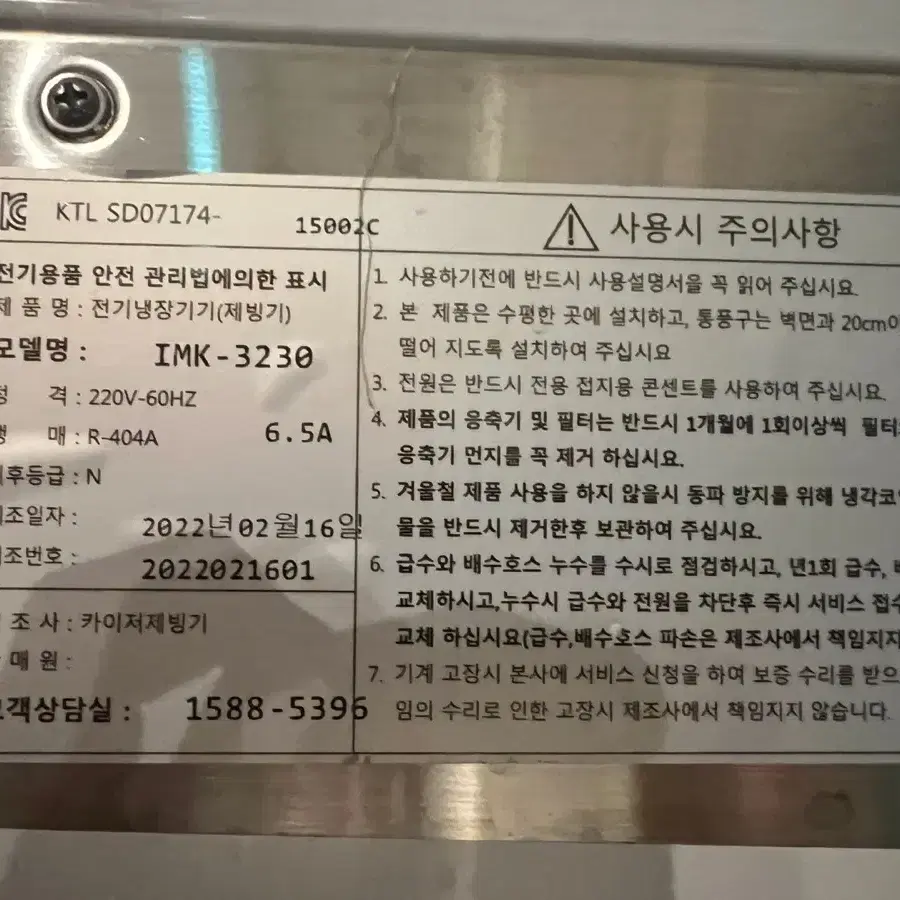 KC KTL SD07174- 15002C
전기용품 안전 관리법에의한 표시
제 품 명 : 전기냉장기기(제빙기)
모델명 : IMK-3230
격 : 220V-60HZ
매 : R-404A 6.5A
후등급 : N
조일자 : 2022년02월16일
조번호 : 2022021601
조 사 : 카이저제빙기
매 원 :
객상담실 : 1588-5396
사용시 주의사항
1. 사용하기전에 반드시 사용설명서을 꼭 읽어 주십시요
2. 본 제품은 수평한 곳에 설치하고, 통풍구는 벽면과 20cm이
떨어 지도록 설치하여 주십시요
3. 전원은 반드시 전용 접지용 콘센트를 사용하여 주십시요.
4. 제품의 응축기 및 필터는 반드시 1개월에 1회이상씩 필터
응축기 먼지를 꼭 제거 하십시요.
5. 겨울철 제품 사용을 하지 않을시 동파 방지를 위해 냉각코
물을 반드시 제거한후 보관하여 주십시요.
6. 급수와 배수호스 누수를 수시로 점검하시고, 년1회 급수,
교체하시고,누수시 급수와 전원을 차단후 즉시 서비스 접수
교체 하십시요(급수,배수호스 파손은 제조사에서 책임지지
7. 기계 고장시 본사에 서비스 신청을 하여 보증 수리를 받으
임의 수리로 인한 고장시 제조사에서 책임지지 않습니다.